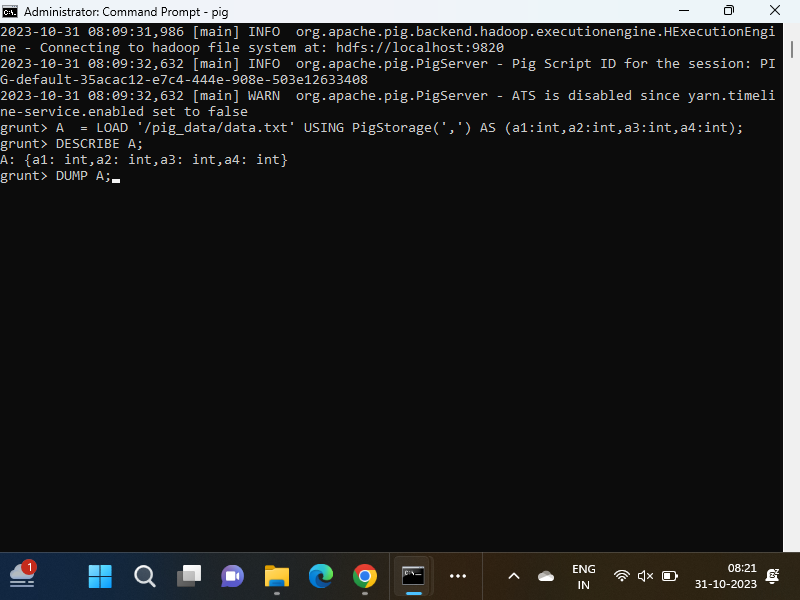 Administrator: Command Prompt - pig
2023-10-31 08:09:31,986 [main] INFO  org.apache.pig.backend.hadoop.executionengine.HExecutionEngi
ne - Connecting to hadoop file system at: hdfs://localhost:9820
2023-10-31 08:09:32,632 [main] INFO  org.apache.pig.PigServer - Pig Script ID for the session: PI
G-default-35acac12-e7c4-444e-908e-503e12633408
2023-10-31 08:09:32,632 [main] WARN  org.apache.pig.PigServer - ATS is disabled since yarn.timeli
ne-service.enabled set to false
grunt> A  = LOAD '/pig_data/data.txt' USING PigStorage(',') AS (a1:int,a2:int,a3:int,a4:int);
grunt> DESCRIBE A;
A: {a1: int,a2: int,a3: int,a4: int}
grunt> DUMP A;
1
ENG
IN
08:21
31-10-2023